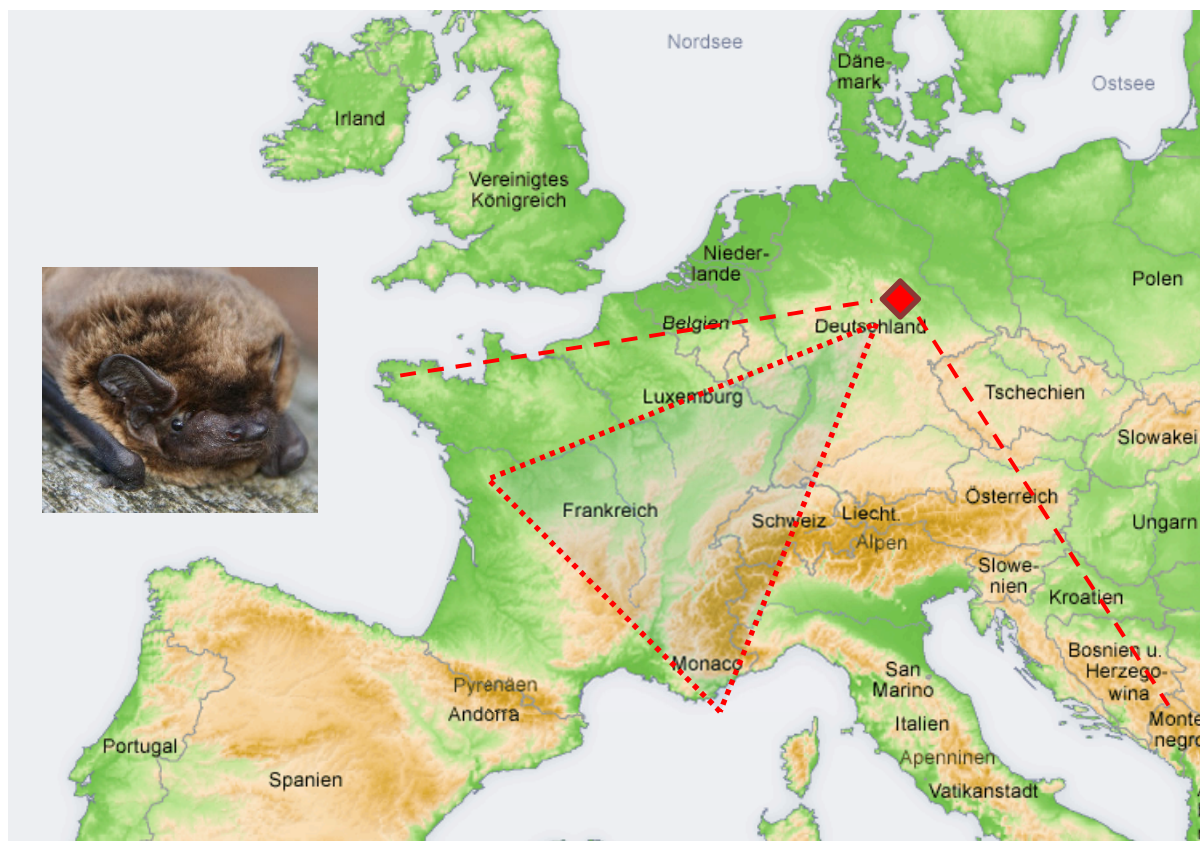 Nordsee
Däne-
mark
Ostsee
Irland
Vereinigtes
Königreich
Nieder-
lande
Polen
Belgien
Deutschland
Tschechien
Luxemburg
Slowakei
Frankreich
Schweiz
Liecht.
Österreich
Ungarn
Alpen
Slowe-
nien
Kroatien
Bosnien u.
Herzego-
wina
Monaco
San
Marino
Pyrenäen
Andorra
Monte
negro
Italien
Portugal
Apenninen
Spanien
Vatikanstadt